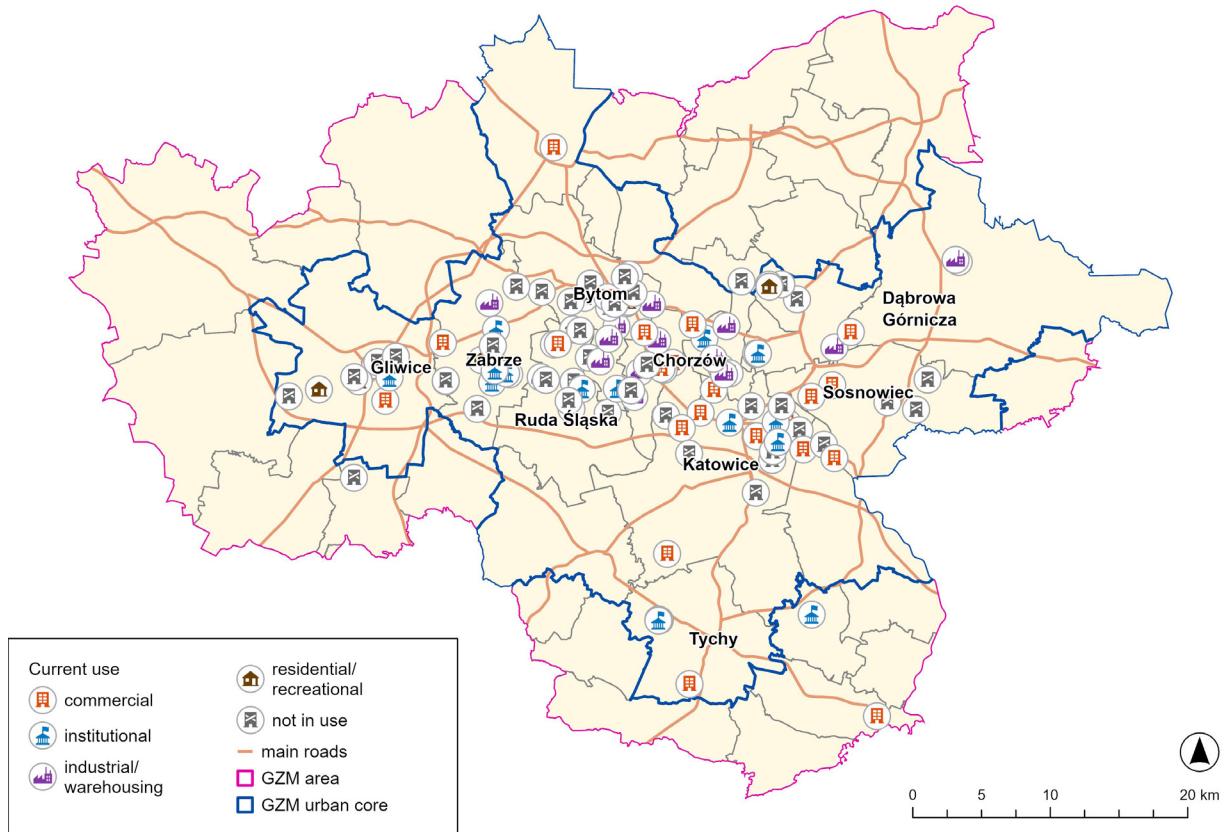 Dąbrowa
Górnicza
Bytom
Zabrze
Chorzów
Gliwice
Sosnowiec
Ruda Śląska
Katowice
Tychy
Current use
commercial
institutional
industrial/
warehousing
residential/
recreational
not in use
main roads
GZM area
GZM urban core
0 5 10 20 km